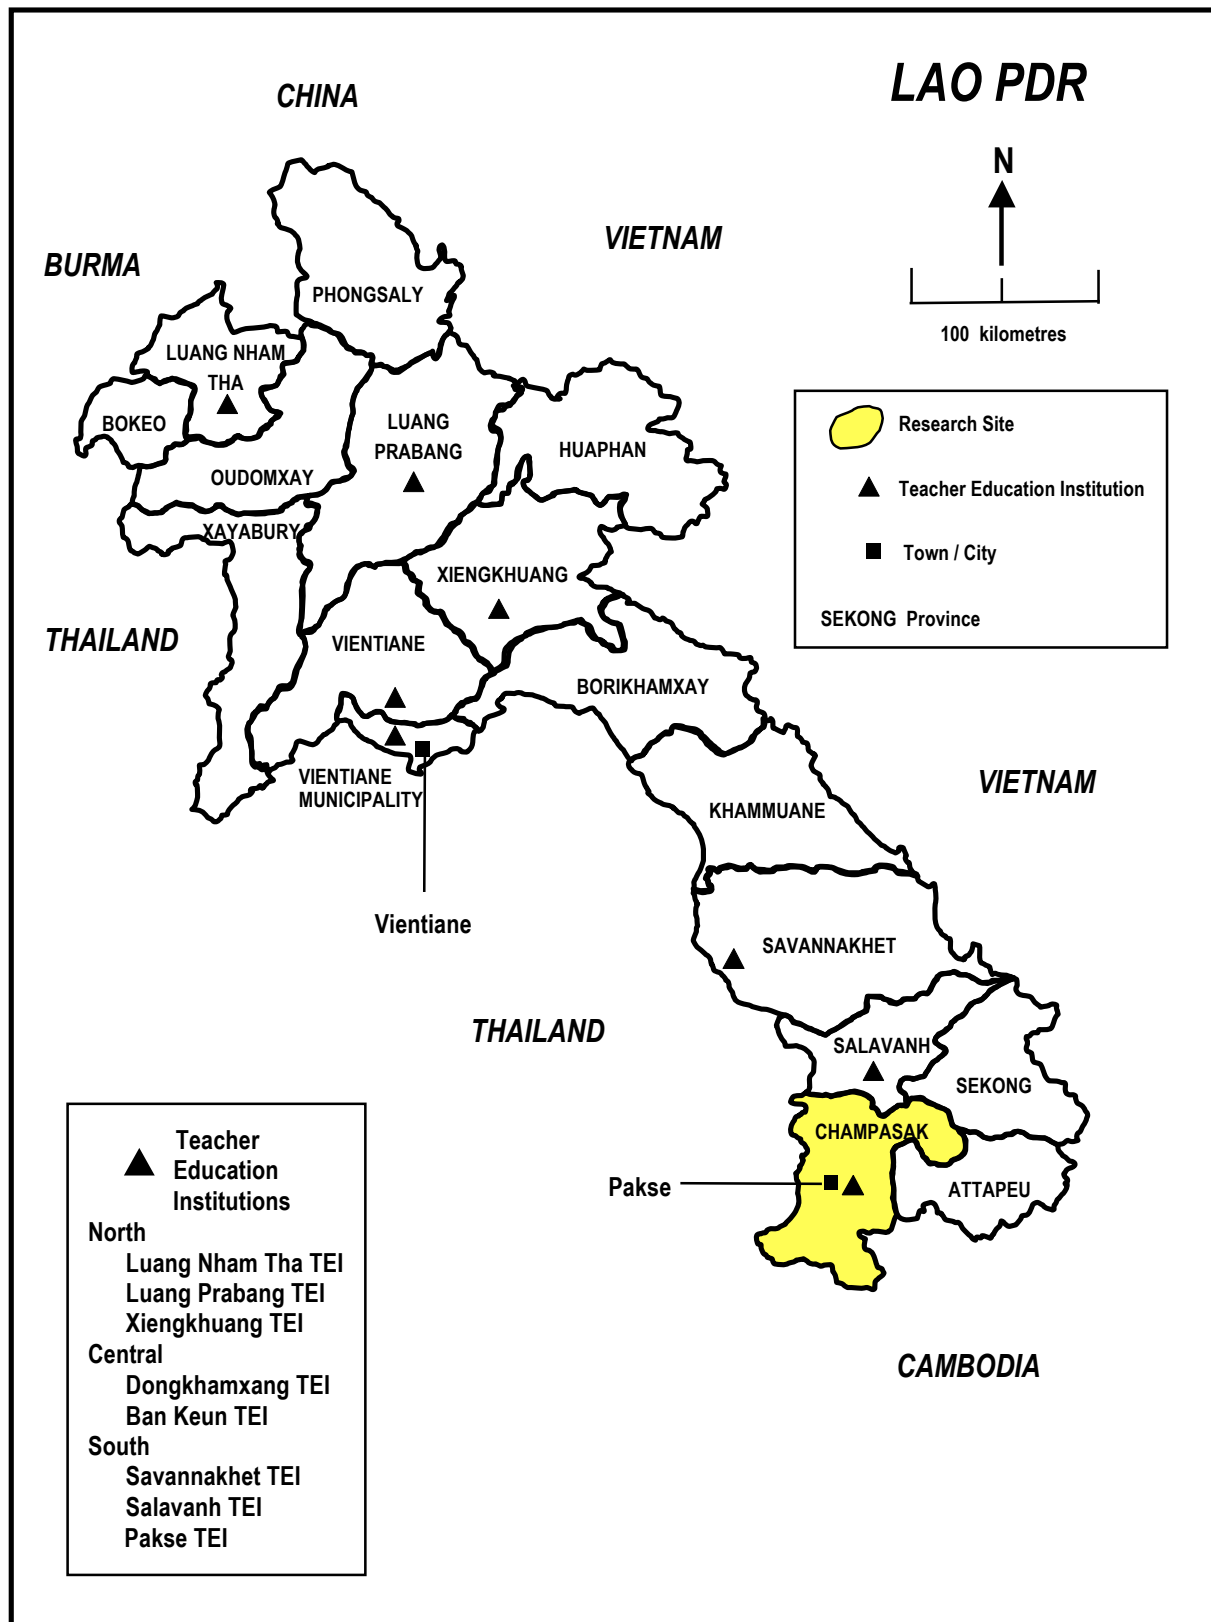 LAO PDR
CHINA
N
VIETNAM
BURMA
100 kilometres
PHONGSALY
LUANG NHAM
THA
BOKEO
LUANG
PRABANG
HUAPHAN
OUDOMXAY
XAYABURY
XIENGKHUANG
THAILAND
VIENTIANE
BORIKHAMXAY
VIENTIANE
MUNICIPALITY
KHAMMUANE
VIETNAM
Vientiane
SAVANNAKHET
THAILAND
SALAVANH
SEKONG
CHAMPASAK
Pakse
ATTAPEU
CAMBODIA
Research Site
Teacher Education Institution
Town / City
SEKONG Province
Teacher
Education
Institutions
North
Luang Nham Tha TEI
Luang Prabang TEI
Xiengkhuang TEI
Central
Dongkhamxang TEI
Ban Keun TEI
South
Savannakhet TEI
Salavanh TEI
Pakse TEI